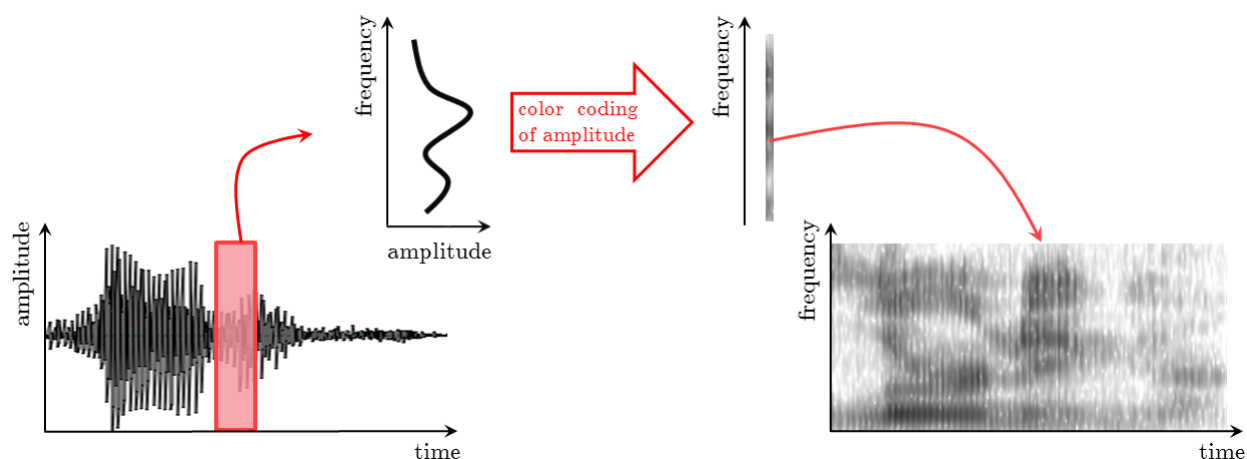 amplitude
time
frequency
amplitude
color coding
of amplitude
frequency
frequency
time